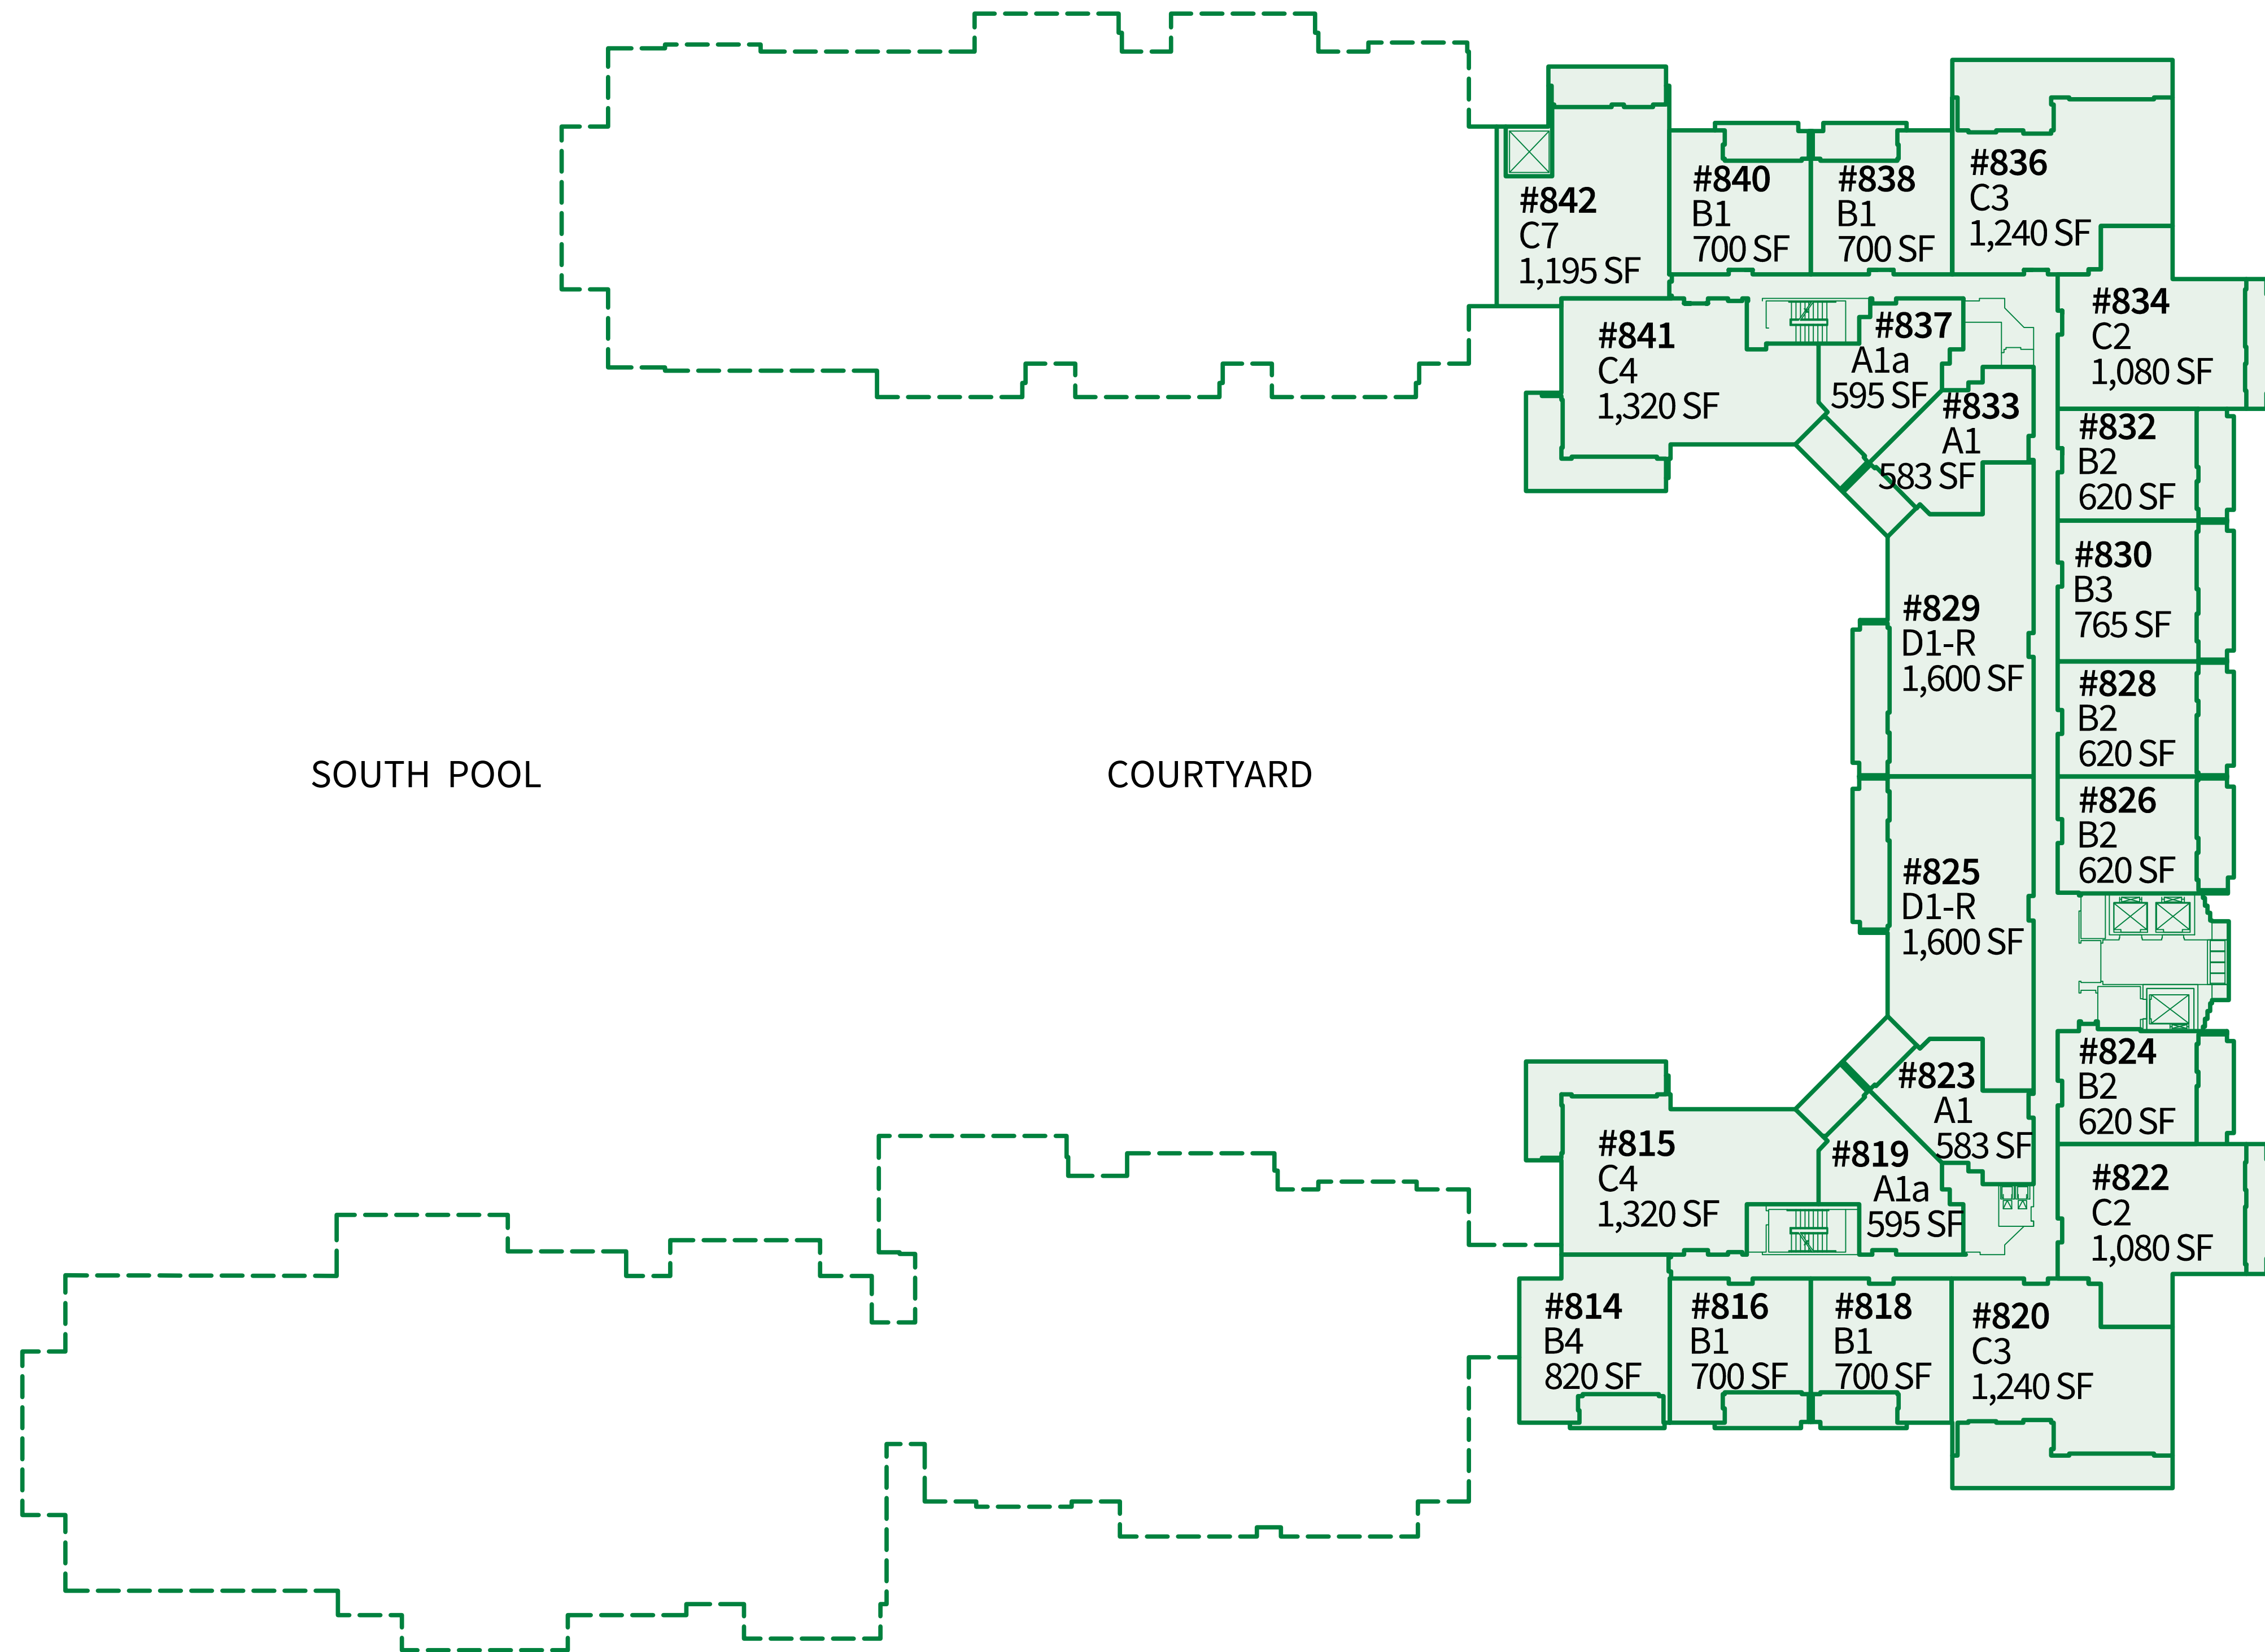 #842
C7
1,195 SF
#840
B1
700 SF
#838
B1
700 SF
#836
C3
1,240 SF
#834
C2
1,080 SF
#841
C4
1,320 SF
#837
A1a
595 SF
#833
A1
583 SF
#832
B2
620 SF
#830
B3
765 SF
#829
D1-R
1,600 SF
#828
B2
620 SF
SOUTH POOL
COURTYARD
#826
B2
620 SF
#825
D1-R
1,600 SF
#824
B2
620 SF
#823
A1
583 SF
#815
C4
1,320 SF
#819
A1a
595 SF
#822
C2
1,080 SF
#814
B4
820 SF
#816
B1
700 SF
#818
B1
700 SF
#820
C3
1,240 SF